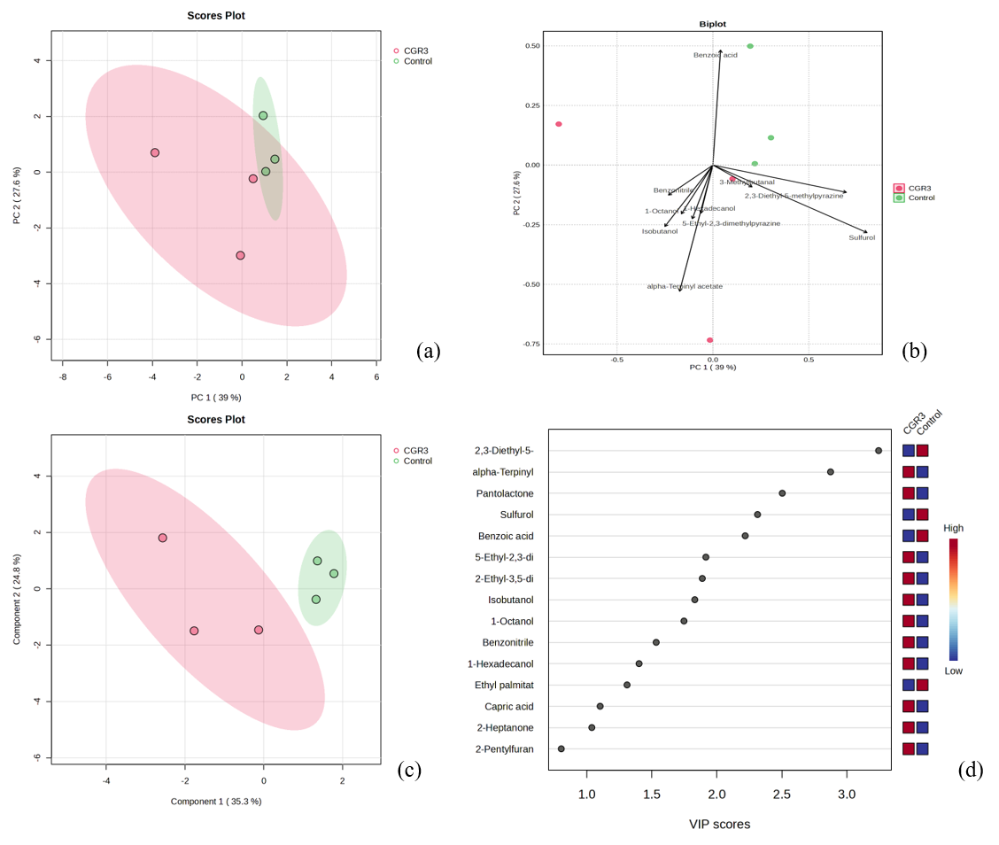 Scores Plot
CGR3
Control
4
2
0
-2
-4
-6
PC 2 ( 27.6 %)
-8
-6
-4
-2
0
2
4
6
PC 1 ( 39 %)
(a)
Biplot
0.50
0.25
0.00
-0.25
-0.50
-0.75
PC 2 ( 27.6 %)
Benzoic acid
3-Methylbutanal
Benzonitrile
2,3-Diethyl-5-methylpyrazine
1-Octanol
1-Hexadecanol
5-Ethyl-2,3-dimethylpyrazine
Isobutanol
Sulfurol
alpha-Terpinyl acetate
-0.5
0.0
0.5
PC 1 ( 39 %)
CGR3
Control
(b)
Scores Plot
CGR3
Control
4
2
0
-2
-4
-6
Component 2 ( 24.8 %)
-4
-2
0
2
Component 1 ( 35.3 %)
(c)
CGR3
Control
2,3-Diethyl-5-
alpha-Terpinyl
Pantolactone
Sulfurol
Benzoic acid
5-Ethyl-2,3-di
2-Ethyl-3,5-di
Isobutanol
1-Octanol
Benzonitrile
1-Hexadecanol
Ethyl palmitat
Capric acid
2-Heptanone
2-Pentylfuran
High
Low
1.0
1.5
2.0
2.5
3.0
VIP scores
(d)